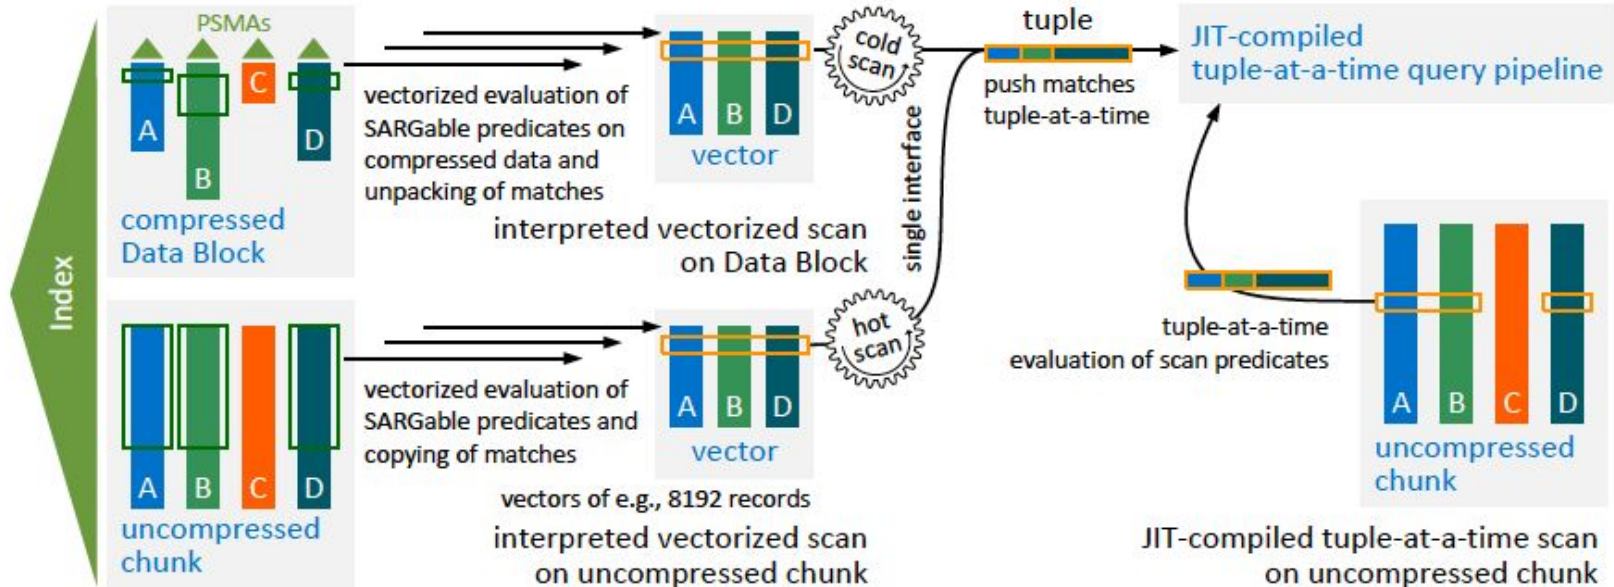 Index
PSMAs
A
B
C
D
compressed
Data Block
vectorized evaluation of
SARGable predicates on
compressed data and
unpacking of matches
A B D
vector
interpreted vectorized scan
on Data Block
cold
scan
single interface
tuple
push matches
tuple-at-a-time
JIT-compiled
tuple-at-a-time query pipeline
A B C D
uncompressed
chunk
vectorized evaluation of
SARGable predicates and
copying of matches
A B D
vector
vectors of e.g., 8192 records
interpreted vectorized scan
on uncompressed chunk
hot
scan
tuple-at-a-time
evaluation of scan predicates
A B C D
uncompressed
chunk
JIT-compiled tuple-at-a-time scan
on uncompressed chunk